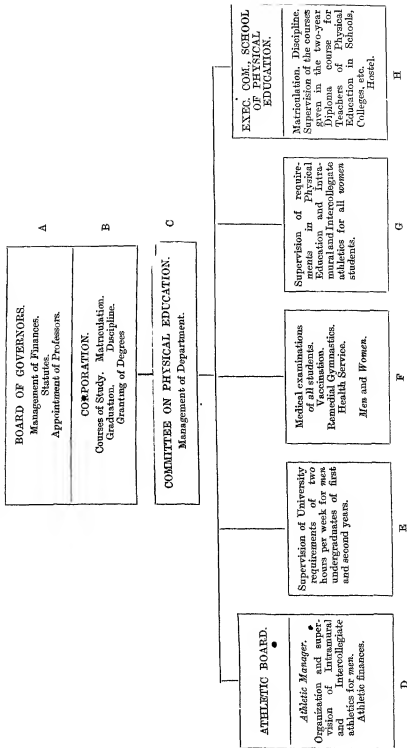 BOARD OF GOVERNORS.
Management of Finances.
Statutes.
Appointment of Professors.
A
CORPORATION.
Courses of Study. Matriculation.
Graduation. Discipline.
Granting of Degrees
B
COMMITTEE ON PHYSICAL EDUCATION.
Management of Department.
C
ATHLETIC BOARD.
Athletic Manager.
Organization and super-
vision of Intramural
and Intercollegiate
athletics for men.
Athletic finances.
D
Supervision of University
requirements of two
hours per week for men
undergraduates of first
and second years.
E
Medical examinations
of all students.
Vaccination.
Remedial Gymnastics.
Health Service.
Men and Women.
F
Supervision of require-
ments in Physical
Education and Intra-
mural and Intercollegiate
athletics for all women
students.
G
EXEC. COM., SCHOOL
OF PHYSICAL
EDUCATION.
Matriculation, Discipline,
Supervision of the courses
given in the two-year
Diploma course for
Teachers of Physical
Education in Schools,
Colleges, etc.
Hostel.
H